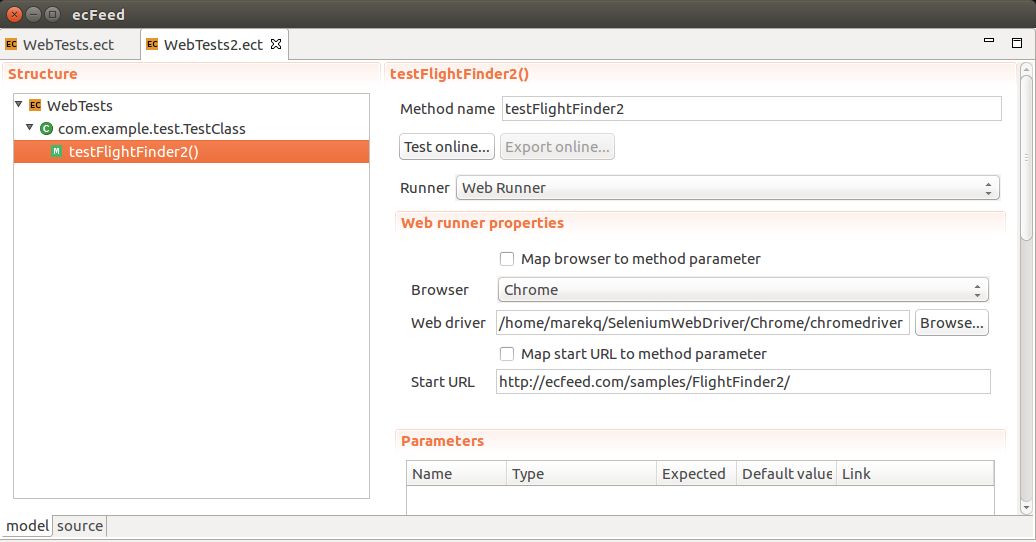 ecFeed
EC WebTests.ect
EC WebTests2.ect
Structure
EC WebTests
C com.example.test.TestClass
M testFlightFinder2()
testFlightFinder2()
Method name testFlightFinder2
Test online... Export online...
Runner Web Runner
Web runner properties
Map browser to method parameter
Browser Chrome
Web driver /home/marekq/SeleniumWebDriver/Chrome/chromedriver Browse...
Map start URL to method parameter
Start URL http://ecfeed.com/samples/FlightFinder2/
Parameters
Name Type Expected Default value Link
model source